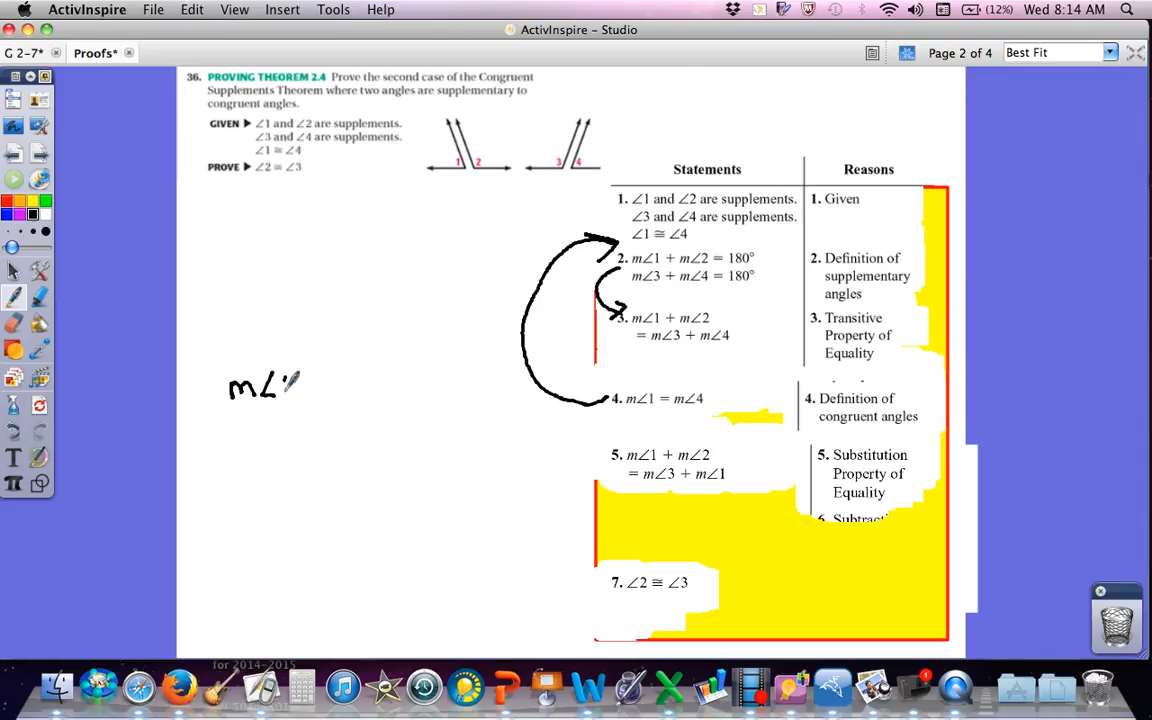 ActivInspire File Edit View Insert Tools Help (12%) Wed 8:14 AM
ActivInspire – Studio
G 2-7* Proofs* Page 2 of 4 Best Fit
36. PROVING THEOREM 2.4 Prove the second case of the Congruent
Supplements Theorem where two angles are supplementary to
congruent angles.
GIVEN ▶ ∠1 and ∠2 are supplements.
∠3 and ∠4 are supplements.
∠1 ≅ ∠4
PROVE ▶ ∠2 ≅ ∠3
1 2 3 4
Statements Reasons
1. ∠1 and ∠2 are supplements. 1. Given
∠3 and ∠4 are supplements.
∠1 ≅ ∠4
2. m∠1 + m∠2 = 180° 2. Definition of
m∠3 + m∠4 = 180° supplementary
angles
3. m∠1 + m∠2 3. Transitive
= m∠3 + m∠4 Property of
Equality
m∠
4. m∠1 = m∠4 4. Definition of
congruent angles
5. m∠1 + m∠2 5. Substitution
= m∠3 + m∠1 Property of
Equality
6. Subtracti
7. ∠2 ≅ ∠3
for 2014-2015